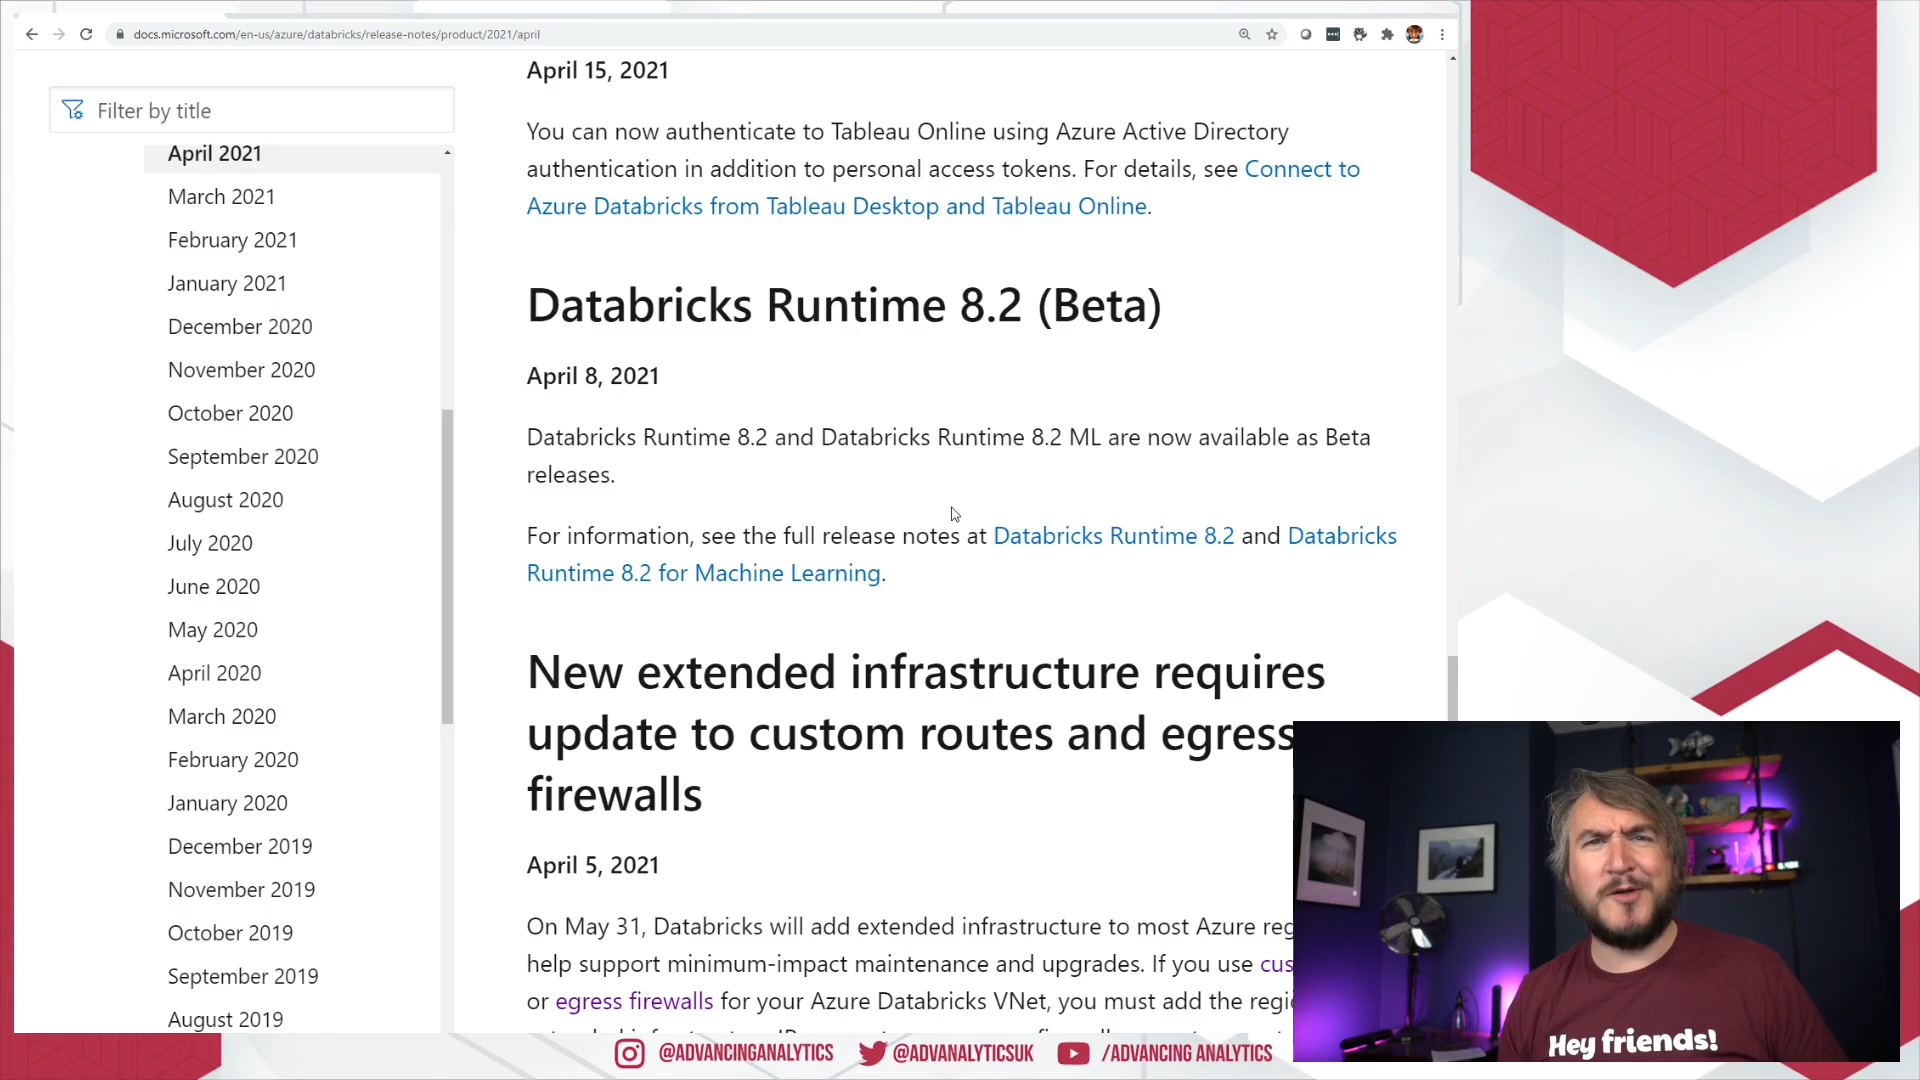 docs.microsoft.com/en-us/azure/databricks/release-notes/product/2021/april
Filter by title
April 2021
March 2021
February 2021
January 2021
December 2020
November 2020
October 2020
September 2020
August 2020
July 2020
June 2020
May 2020
April 2020
March 2020
February 2020
January 2020
December 2019
November 2019
October 2019
September 2019
August 2019
April 15, 2021
You can now authenticate to Tableau Online using Azure Active Directory
authentication in addition to personal access tokens. For details, see Connect to
Azure Databricks from Tableau Desktop and Tableau Online.
Databricks Runtime 8.2 (Beta)
April 8, 2021
Databricks Runtime 8.2 and Databricks Runtime 8.2 ML are now available as Beta
releases.
For information, see the full release notes at Databricks Runtime 8.2 and Databricks
Runtime 8.2 for Machine Learning.
New extended infrastructure requires
update to custom routes and egress
firewalls
April 5, 2021
On May 31, Databricks will add extended infrastructure to most Azure reg
help support minimum-impact maintenance and upgrades. If you use cus
or egress firewalls for your Azure Databricks VNet, you must add the regi
Hey friends!
@ADVANCINGANALYTICS
@ADVANALYTICSUK
/ADVANCING ANALYTICS